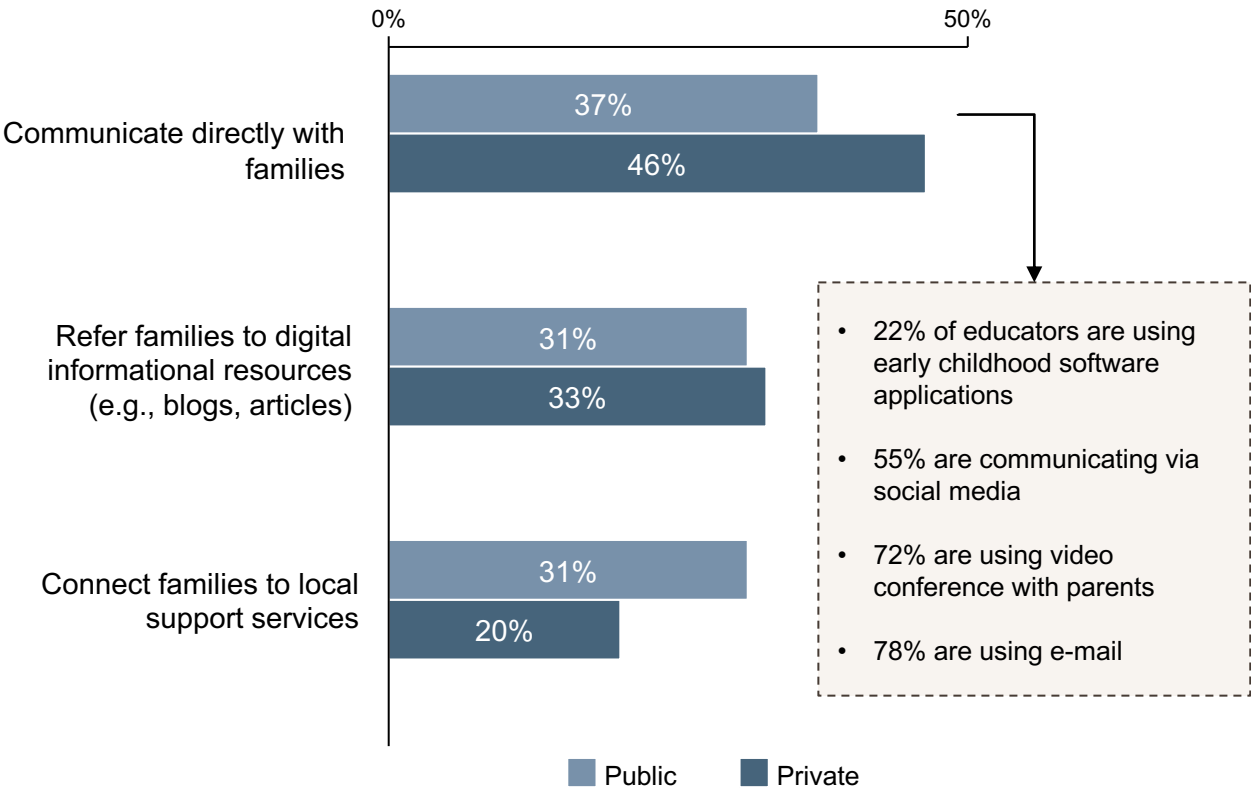 0%
50%
Communicate directly with
families
37%
46%
Refer families to digital
informational resources
(e.g., blogs, articles)
31%
33%
Connect families to local
support services
31%
20%
• 22% of educators are using
early childhood software
applications
• 55% are communicating via
social media
• 72% are using video
conference with parents
• 78% are using e-mail
Public
Private